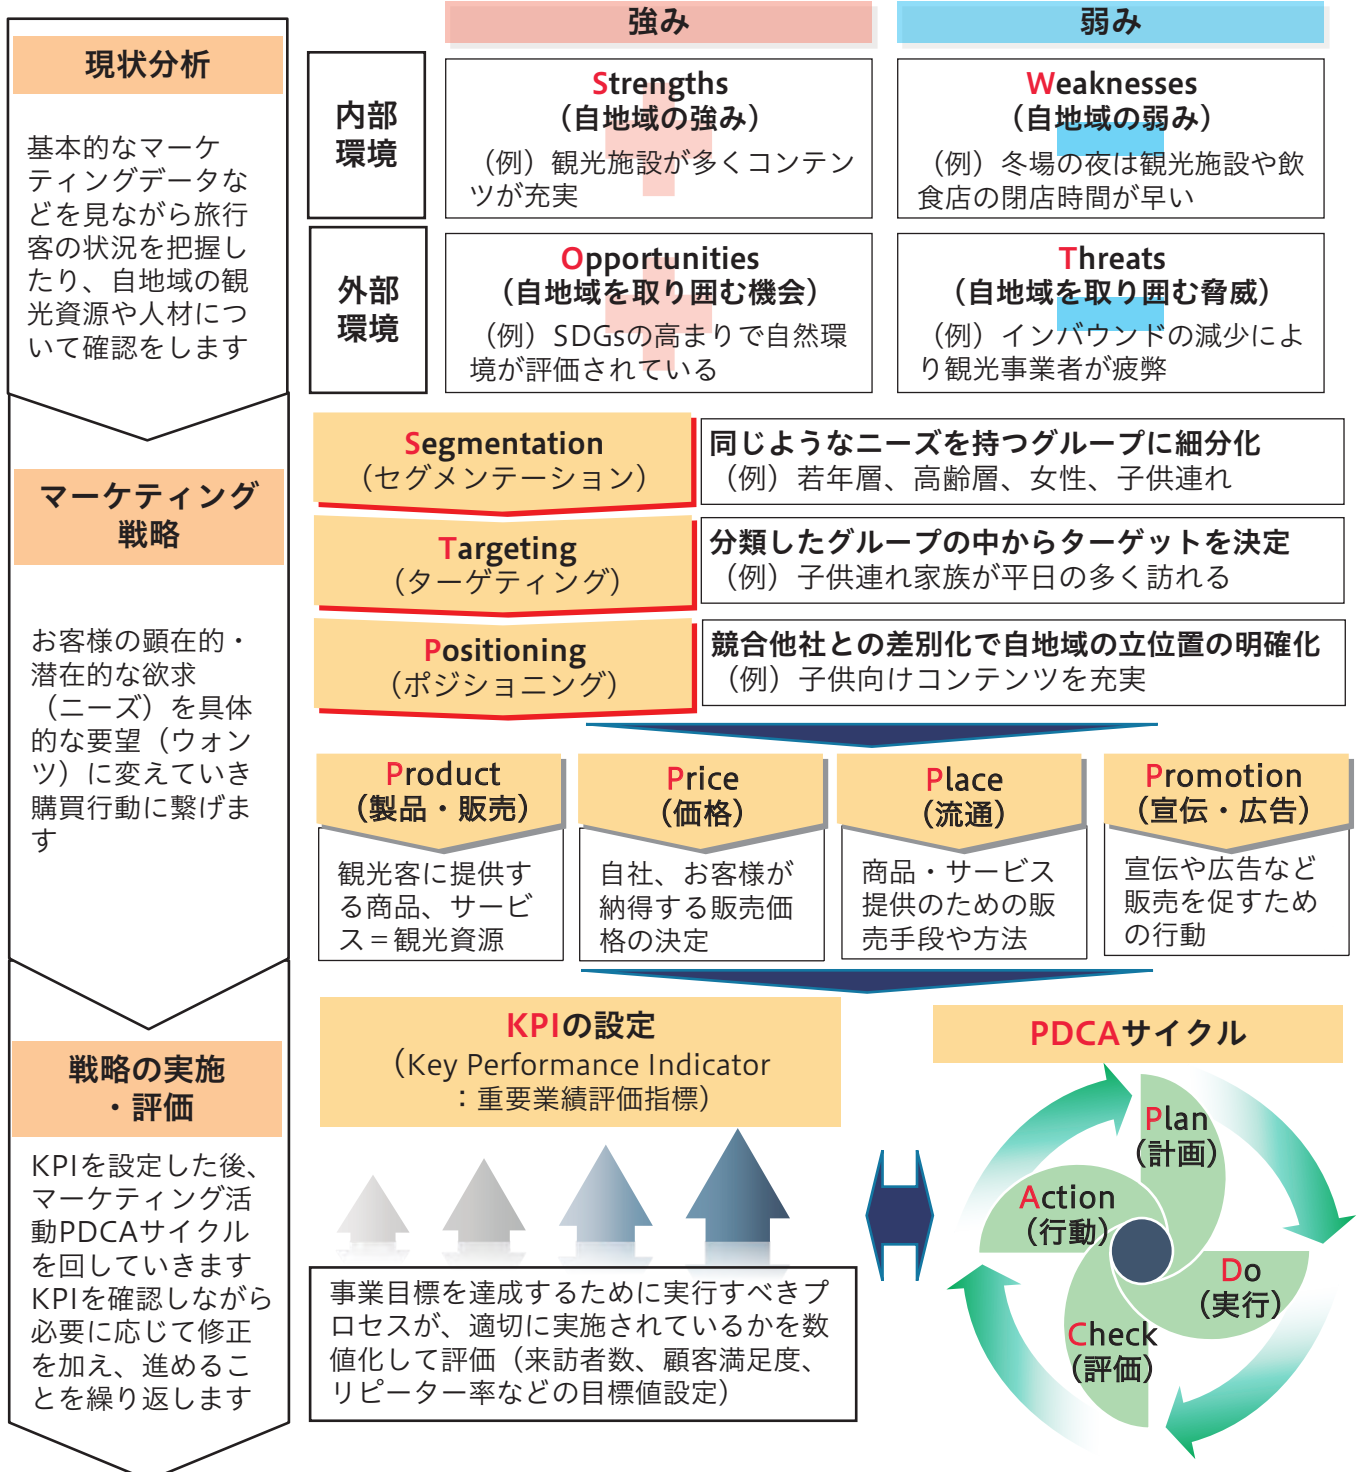 強み
弱み
現状分析
基本的なマーケ
ティングデータな
どを見ながら旅行
客の状況を把握し
たり、自地域の観
光資源や人材につ
いて確認をします
内部
環境
Strengths
（自地域の強み）
（例）観光施設が多くコンテン
ツが充実
Weaknesses
（自地域の弱み）
（例）冬場の夜は観光施設や飲
食店の閉店時間が早い
外部
環境
Opportunities
（自地域を取り囲む機会）
（例）SDGsの高まりで自然環
境が評価されている
Threats
（自地域を取り囲む脅威）
（例）インバウンドの減少によ
り観光事業者が疲弊
マーケティング
戦略
お客様の顕在的・
潜在的な欲求
（ニーズ）を具体
的な要望（ウォン
ツ）に変えていき
購買行動に繋げま
す
Segmentation
（セグメンテーション）
同じようなニーズを持つグループに細分化
（例）若年層、高齢層、女性、子供連れ
Targeting
（ターゲティング）
分類したグループの中からターゲットを決定
（例）子供連れ家族が平日の多く訪れる
Positioning
（ポジショニング）
競合他社との差別化で自地域の立位置の明確化
（例）子供向けコンテンツを充実
Product
（製品・販売）
観光客に提供す
る商品、サービ
ス＝観光資源
Price
（価格）
自社、お客様が
納得する販売価
格の決定
Place
（流通）
商品・サービス
提供のための販
売手段や方法
Promotion
（宣伝・広告）
宣伝や広告など
販売を促すため
の行動
戦略の実施
・評価
KPIを設定した後、
マーケティング活
動PDCAサイクル
を回していきます
KPIを確認しながら
必要に応じて修正
を加え、進めるこ
とを繰り返します
KPIの設定
（Key Performance Indicator
：重要業績評価指標）
事業目標を達成するために実行すべきプ
ロセスが、適切に実施されているかを数
値化して評価（来訪者数、顧客満足度、
リピーター率などの目標値設定）
PDCAサイクル
Plan
（計画）
Do
（実行）
Check
（評価）
Action
（行動）